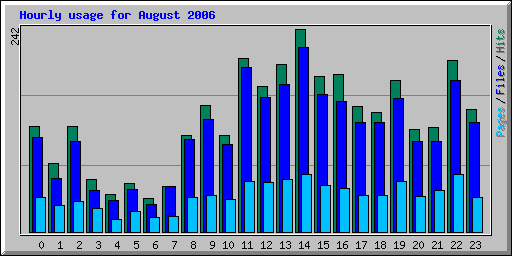 Hourly usage for August 2006
242
Pages / Files / Hits
0 1 2 3 4 5 6 7 8 9 10 11 12 13 14 15 16 17 18 19 20 21 22 23